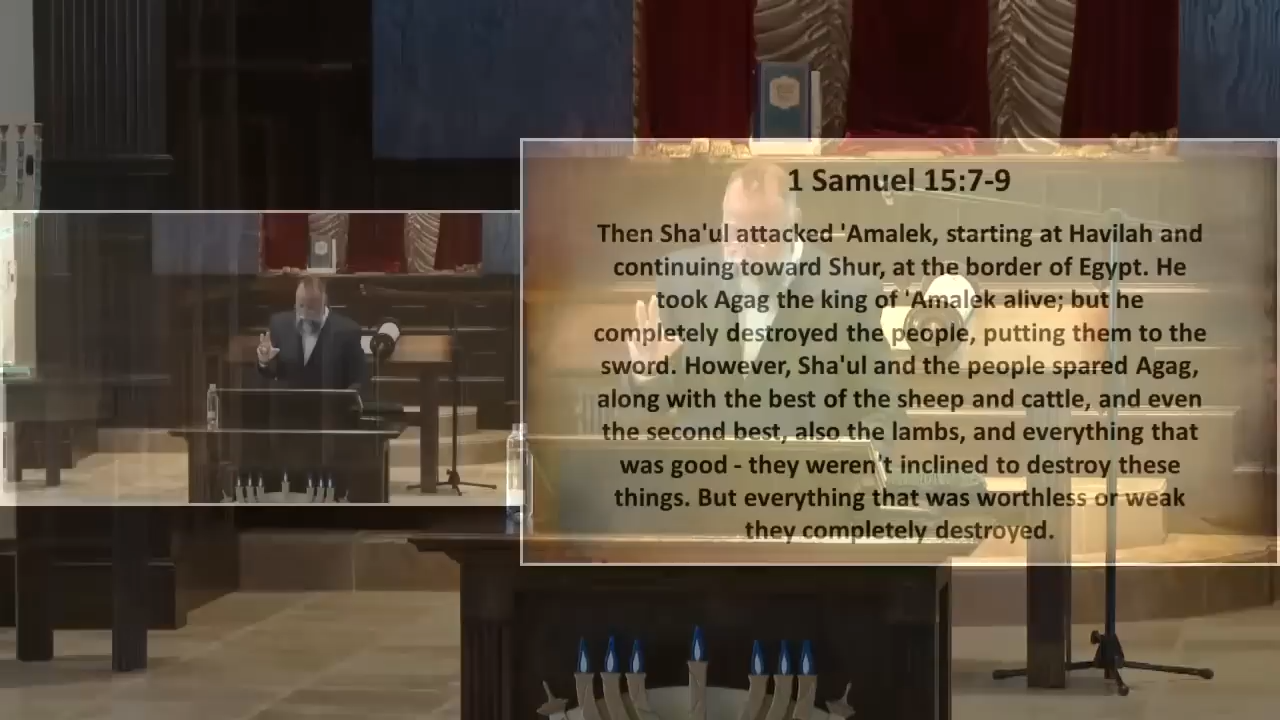 1 Samuel 15:7-9
Then Sha'ul attacked 'Amalek, starting at Havilah and
continuing toward Shur, at the border of Egypt. He
took Agag the king of 'Amalek alive; but he
completely destroyed the people, putting them to the
sword. However, Sha'ul and the people spared Agag,
along with the best of the sheep and cattle, and even
the second best, also the lambs, and everything that
was good - they weren't inclined to destroy these
things. But everything that was worthless or weak
they completely destroyed.